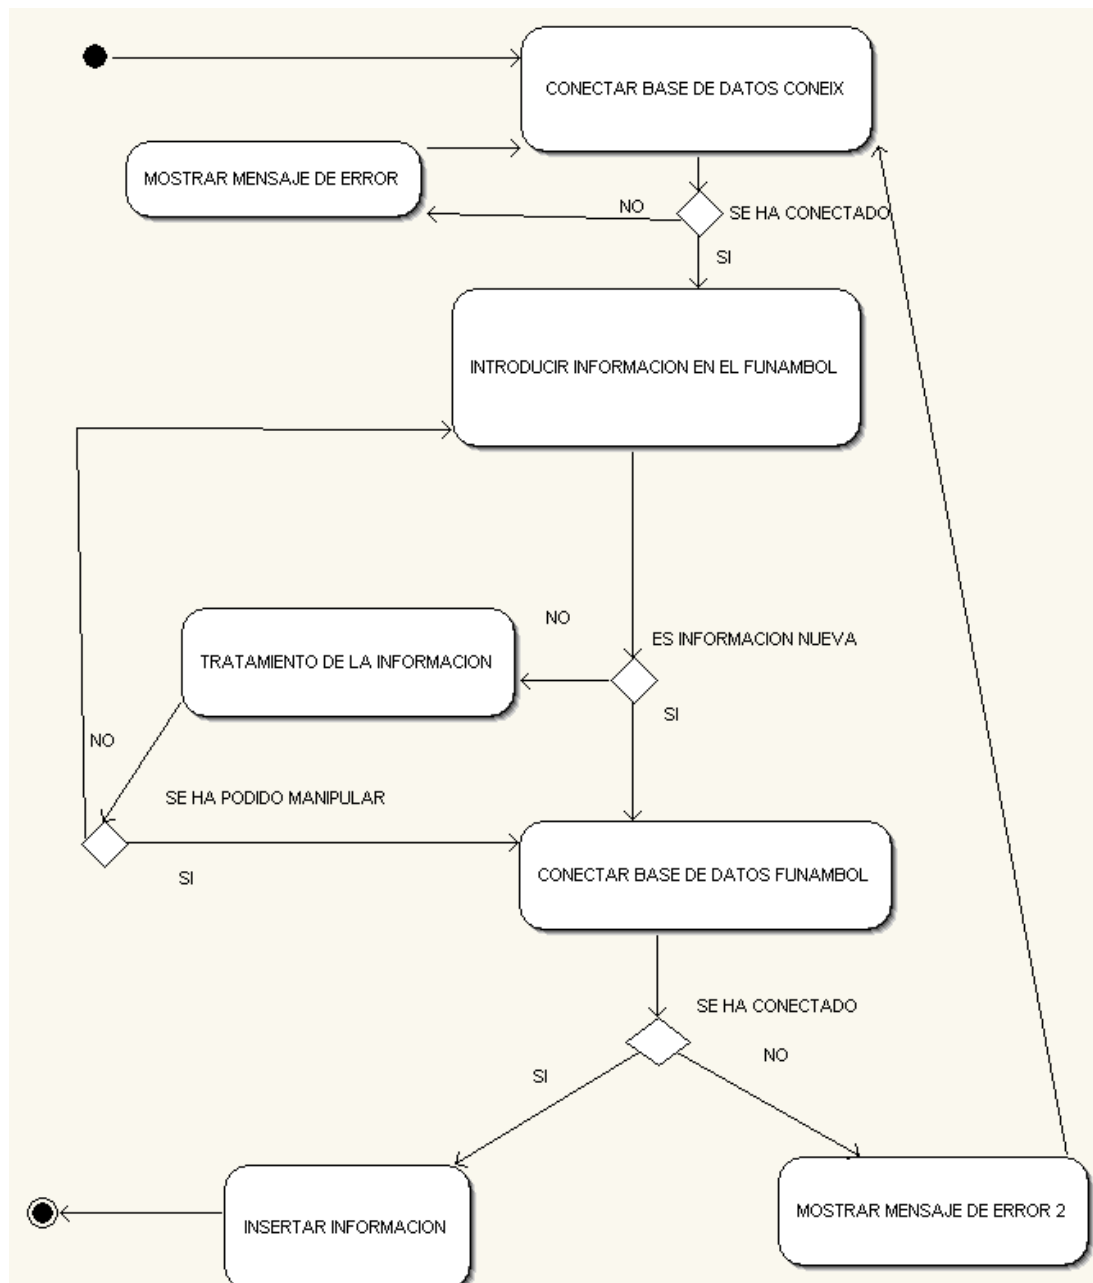 CONECTAR BASE DE DATOS CONEIX
MOSTRAR MENSAJE DE ERROR
NO
SE HA CONECTADO
SI
INTRODUCIR INFORMACION EN EL FUNAMBOL
NO
ES INFORMACION NUEVA
TRATAMIENTO DE LA INFORMACION
SI
NO
SE HA PODIDO MANIPULAR
SI
CONECTAR BASE DE DATOS FUNAMBOL
SE HA CONECTADO
NO
SI
MOSTRAR MENSAJE DE ERROR 2
INSERTAR INFORMACION